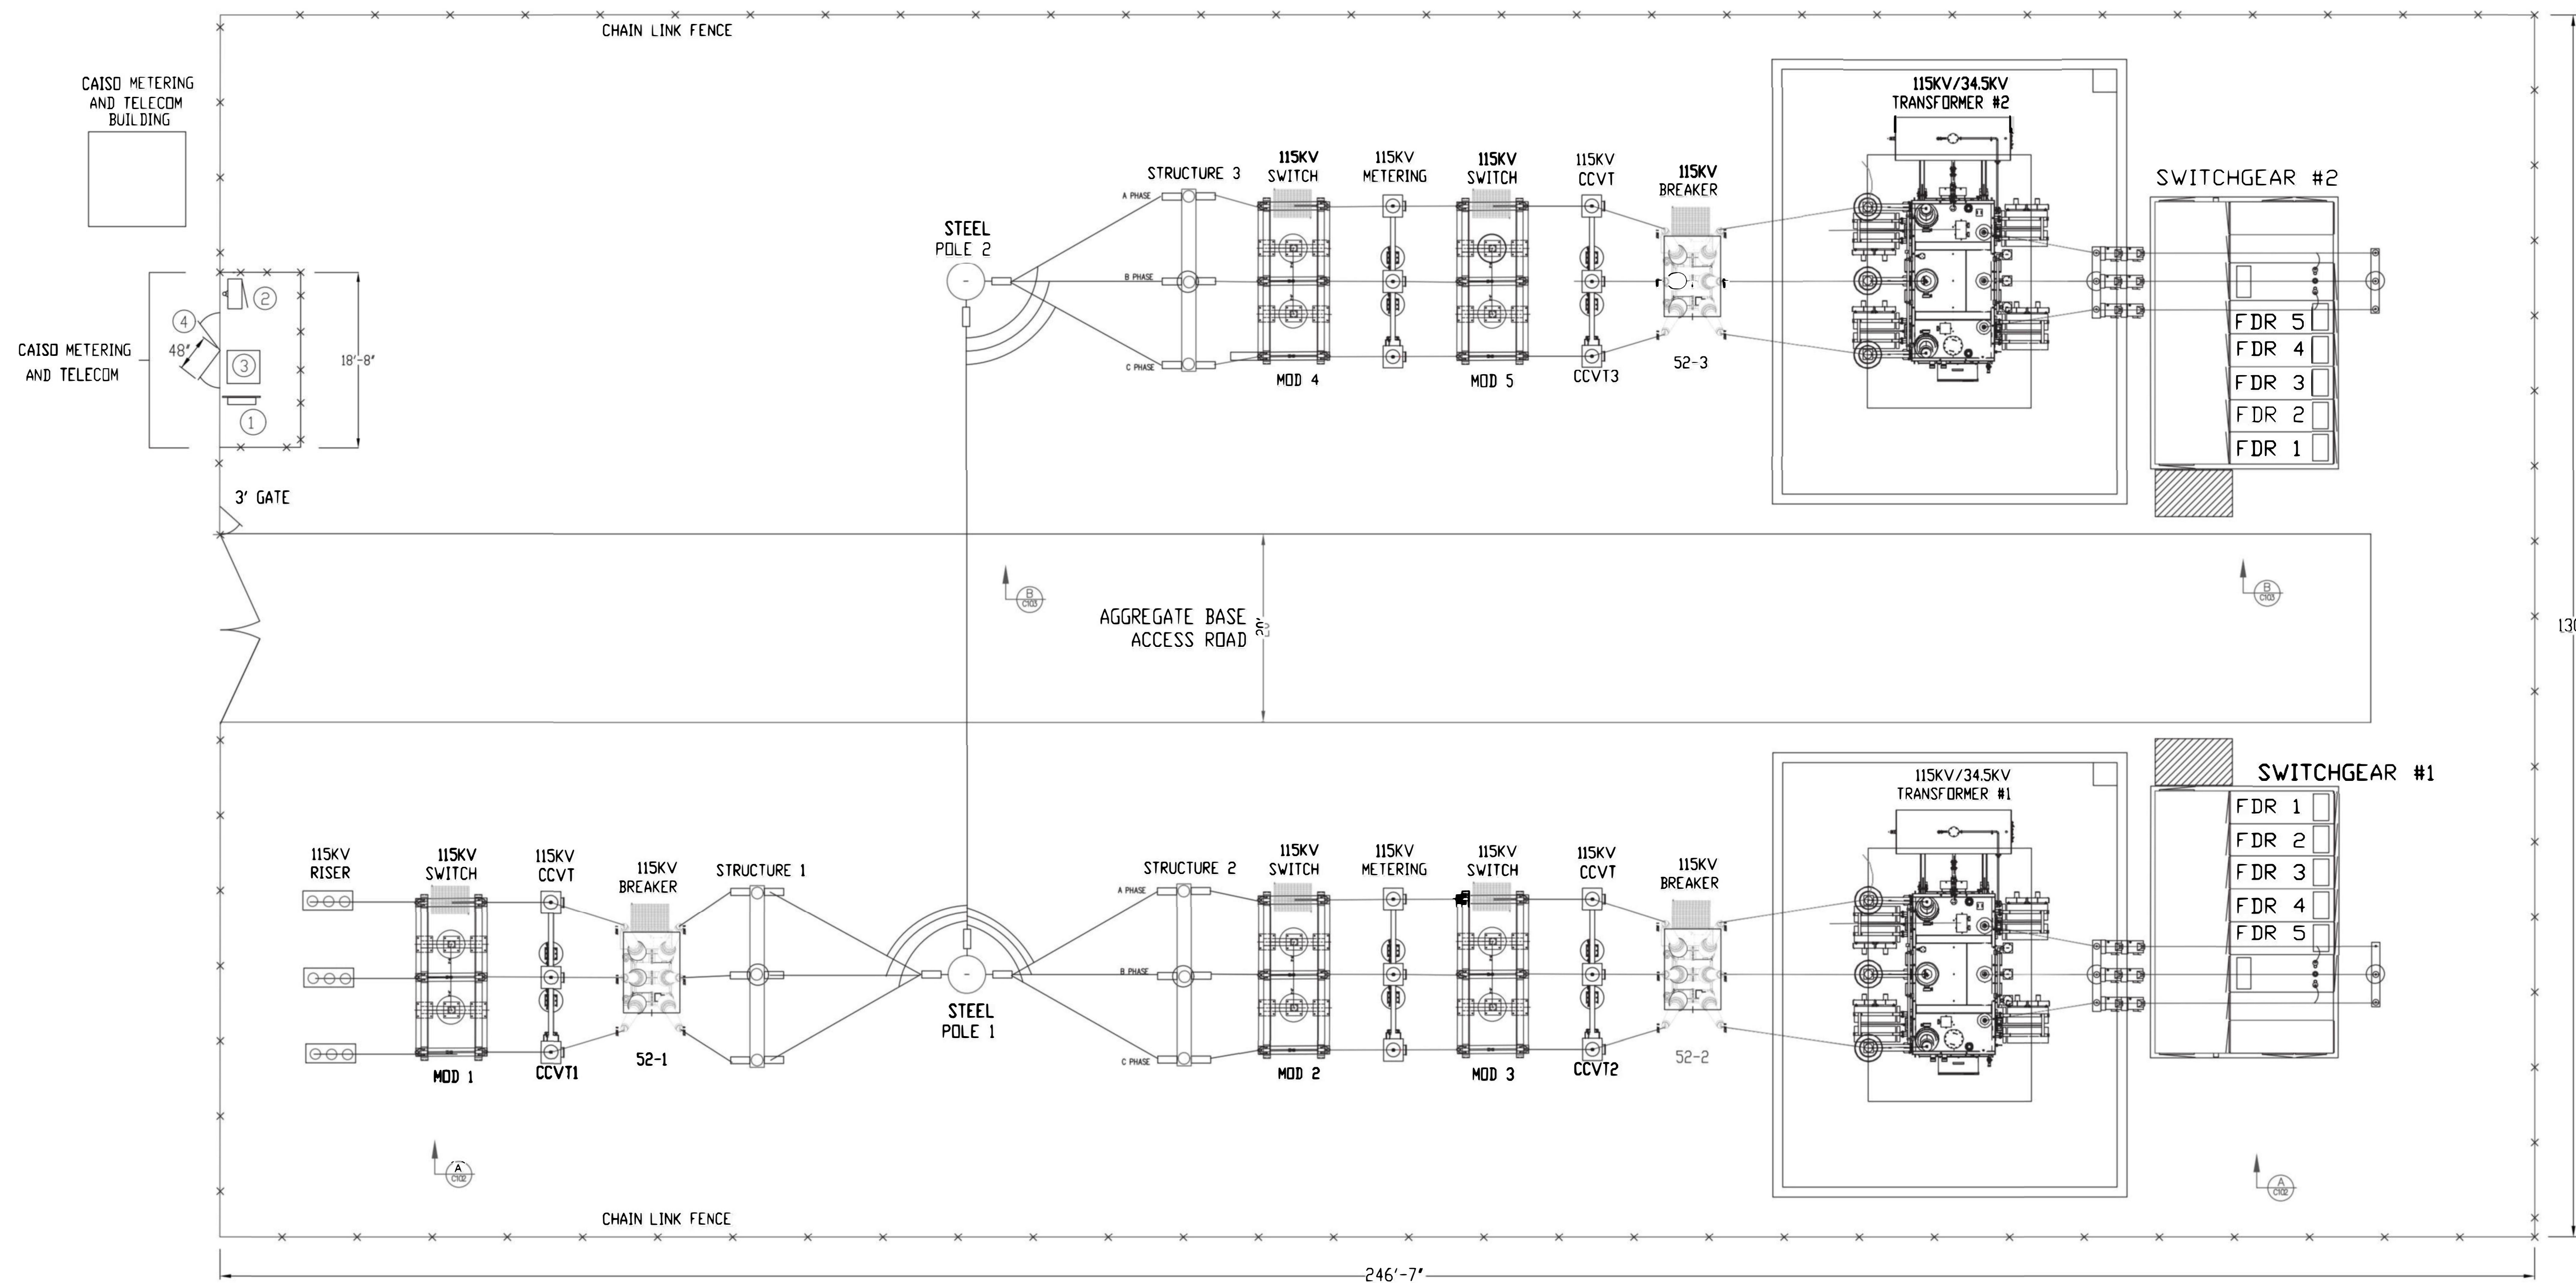 CHAIN LINK FENCE
CAISO METERING
AND TELECOM
BUILDING
115KV/34.5KV
TRANSFORMER #2
STRUCTURE 3
115KV
SWITCH
115KV
METERING
115KV
SWITCH
115KV
CCVT
115KV
BREAKER
SWITCHGEAR #2
A PHASE
B PHASE
C PHASE
STEEL
POLE 2
MOD 4
MOD 5
CCVT3
52-3
FDR 5
FDR 4
FDR 3
FDR 2
FDR 1
2
4
48"
3
1
CAISO METERING
AND TELECOM
18'-8"
3' GATE
B
C103
AGGREGATE BASE
ACCESS ROAD
20'
B
C103
130
115KV/34.5KV
TRANSFORMER #1
SWITCHGEAR #1
FDR 1
FDR 2
FDR 3
FDR 4
FDR 5
115KV
RISER
115KV
SWITCH
115KV
CCVT
115KV
BREAKER
STRUCTURE 1
STRUCTURE 2
115KV
SWITCH
115KV
METERING
115KV
SWITCH
115KV
CCVT
115KV
BREAKER
A PHASE
B PHASE
C PHASE
STEEL
POLE 1
MOD 1
CCVT1
52-1
MOD 2
MOD 3
CCVT2
52-2
A
C102
A
C102
CHAIN LINK FENCE
246'-7"